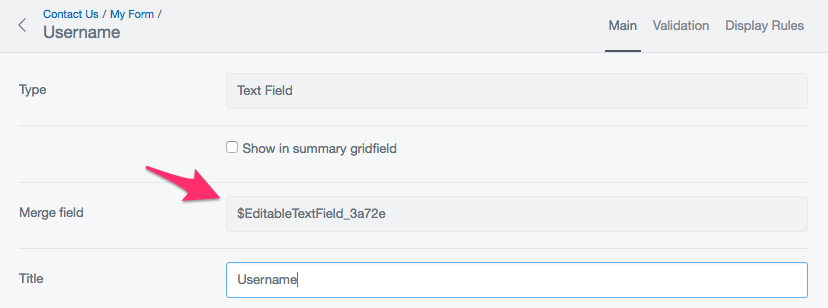 Contact Us / My Form /
Username
Main Validation Display Rules
Type Text Field
Show in summary gridfield
Merge field $EditableTextField_3a72e
Title Username